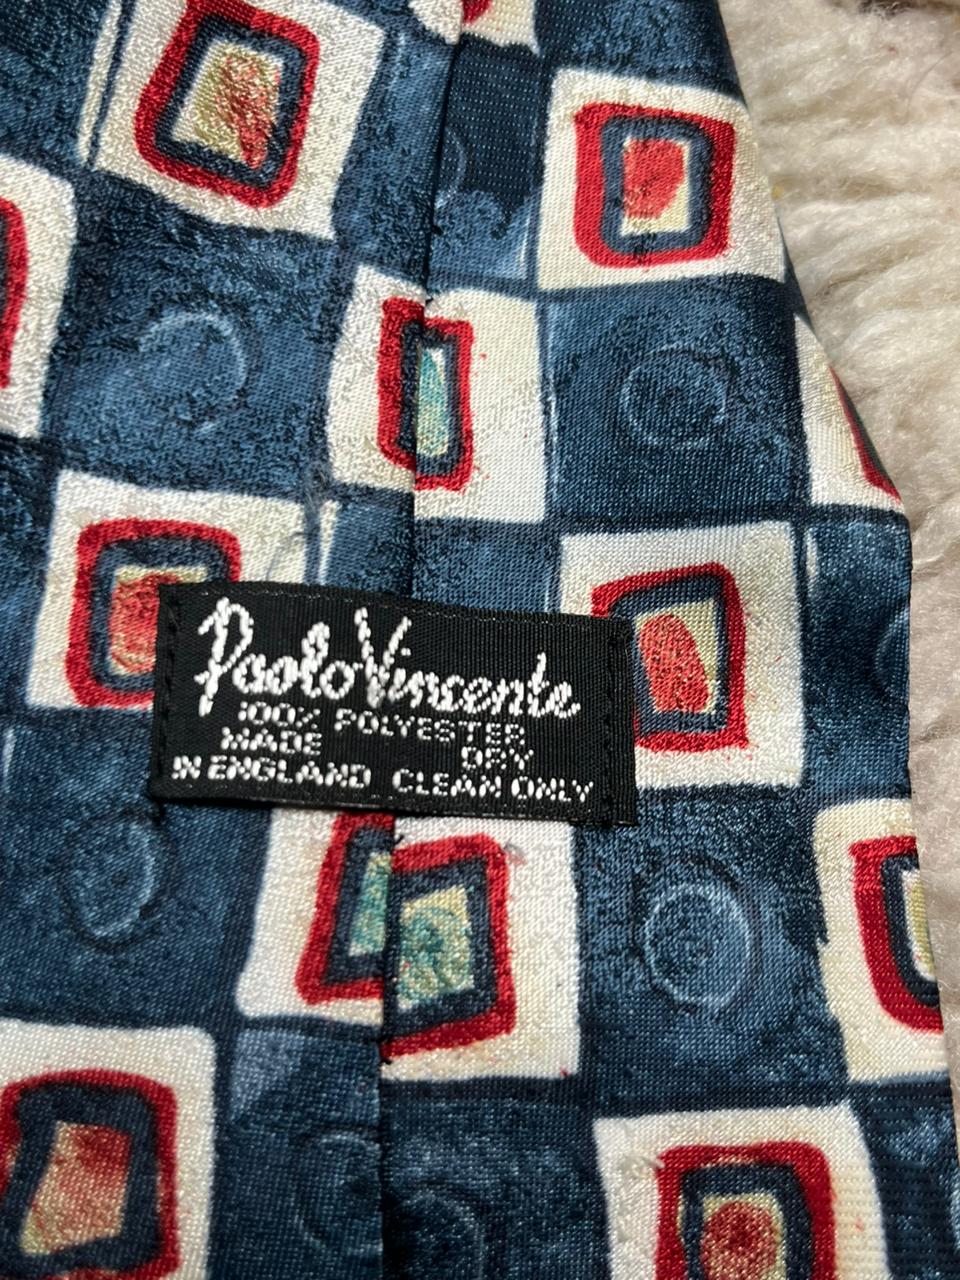 Paolo Vincente
100% POLYESTER
MADE DRY
IN ENGLAND CLEAN ONLY